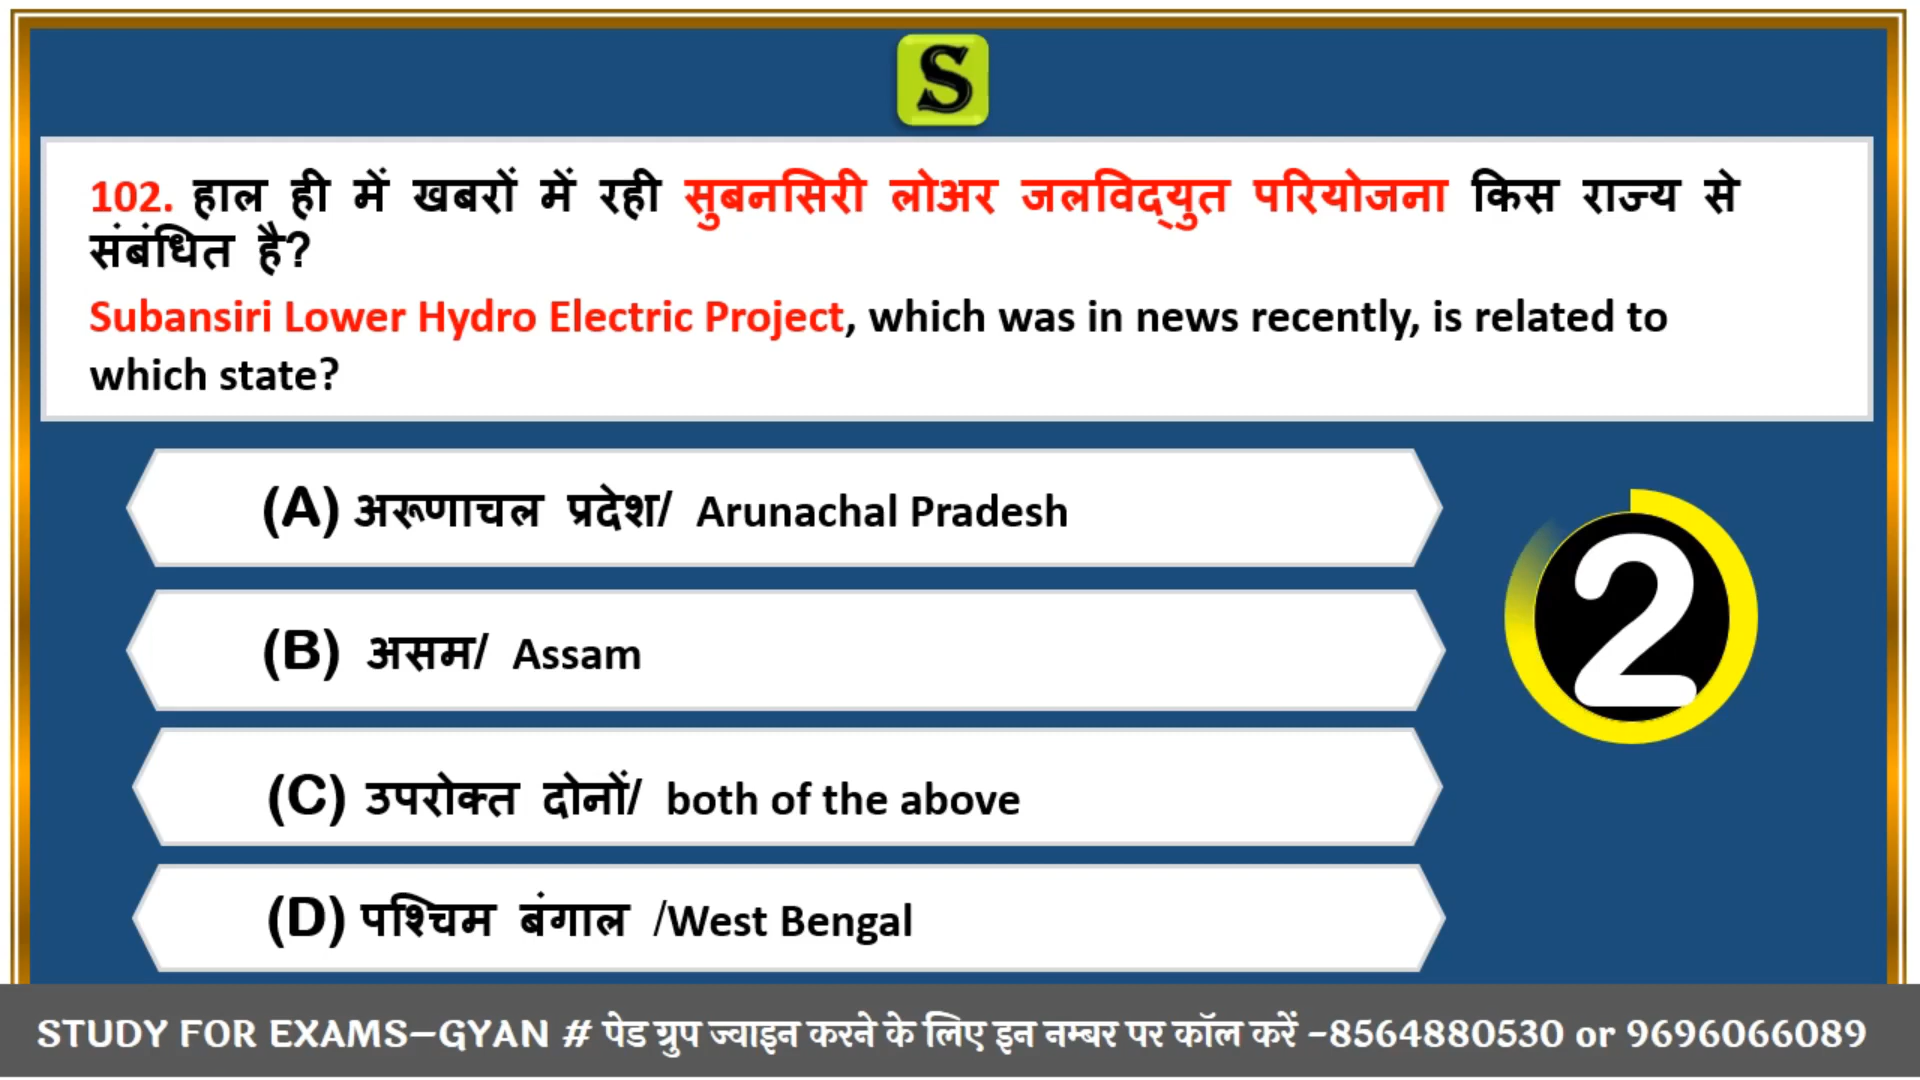 S
102. हाल ही में खबरों में रही सुबनसिरी लोअर जलविद्युत परियोजना किस राज्य से
संबंधित है?
Subansiri Lower Hydro Electric Project, which was in news recently, is related to
which state?
(A) अरूणाचल प्रदेश/ Arunachal Pradesh
(B) असम/ Assam
2
(C) उपरोक्त दोनों/ both of the above
(D) पश्चिम बंगाल /West Bengal
STUDY FOR EXAMS–GYAN # पेड ग्रुप ज्वाइन करने के लिए इन नम्बर पर कॉल करें -8564880530 or 9696066089